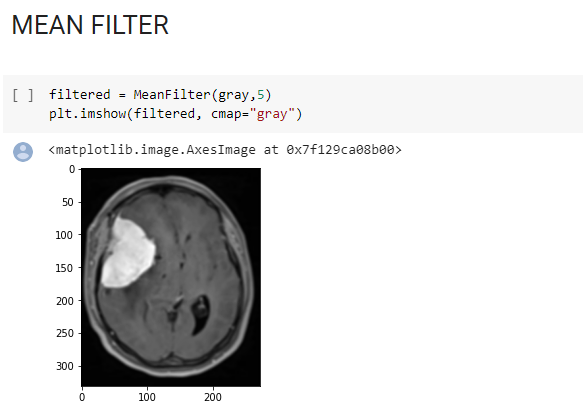 MEAN FILTER
[ ] filtered = MeanFilter(gray,5)
plt.imshow(filtered, cmap="gray")
<matplotlib.image.AxesImage at 0x7f129ca08b00>
0
50
100
150
200
250
300
0 100 200